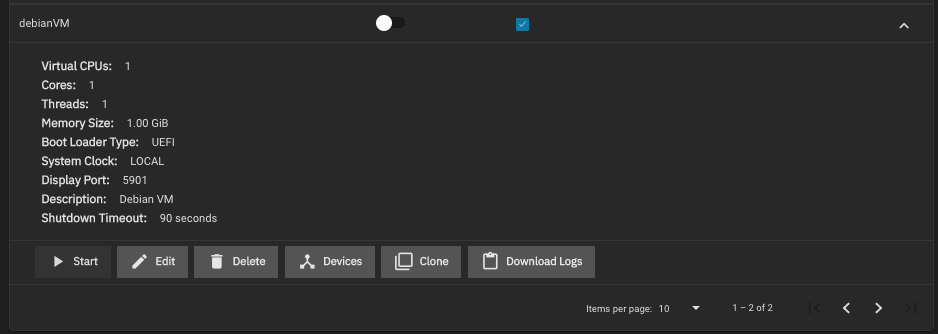 debianVM
Virtual CPUs: 1
Cores: 1
Threads: 1
Memory Size: 1.00 GiB
Boot Loader Type: UEFI
System Clock: LOCAL
Display Port: 5901
Description: Debian VM
Shutdown Timeout: 90 seconds
Start Edit Delete Devices Clone Download Logs
Items per page: 10 1 – 2 of 2